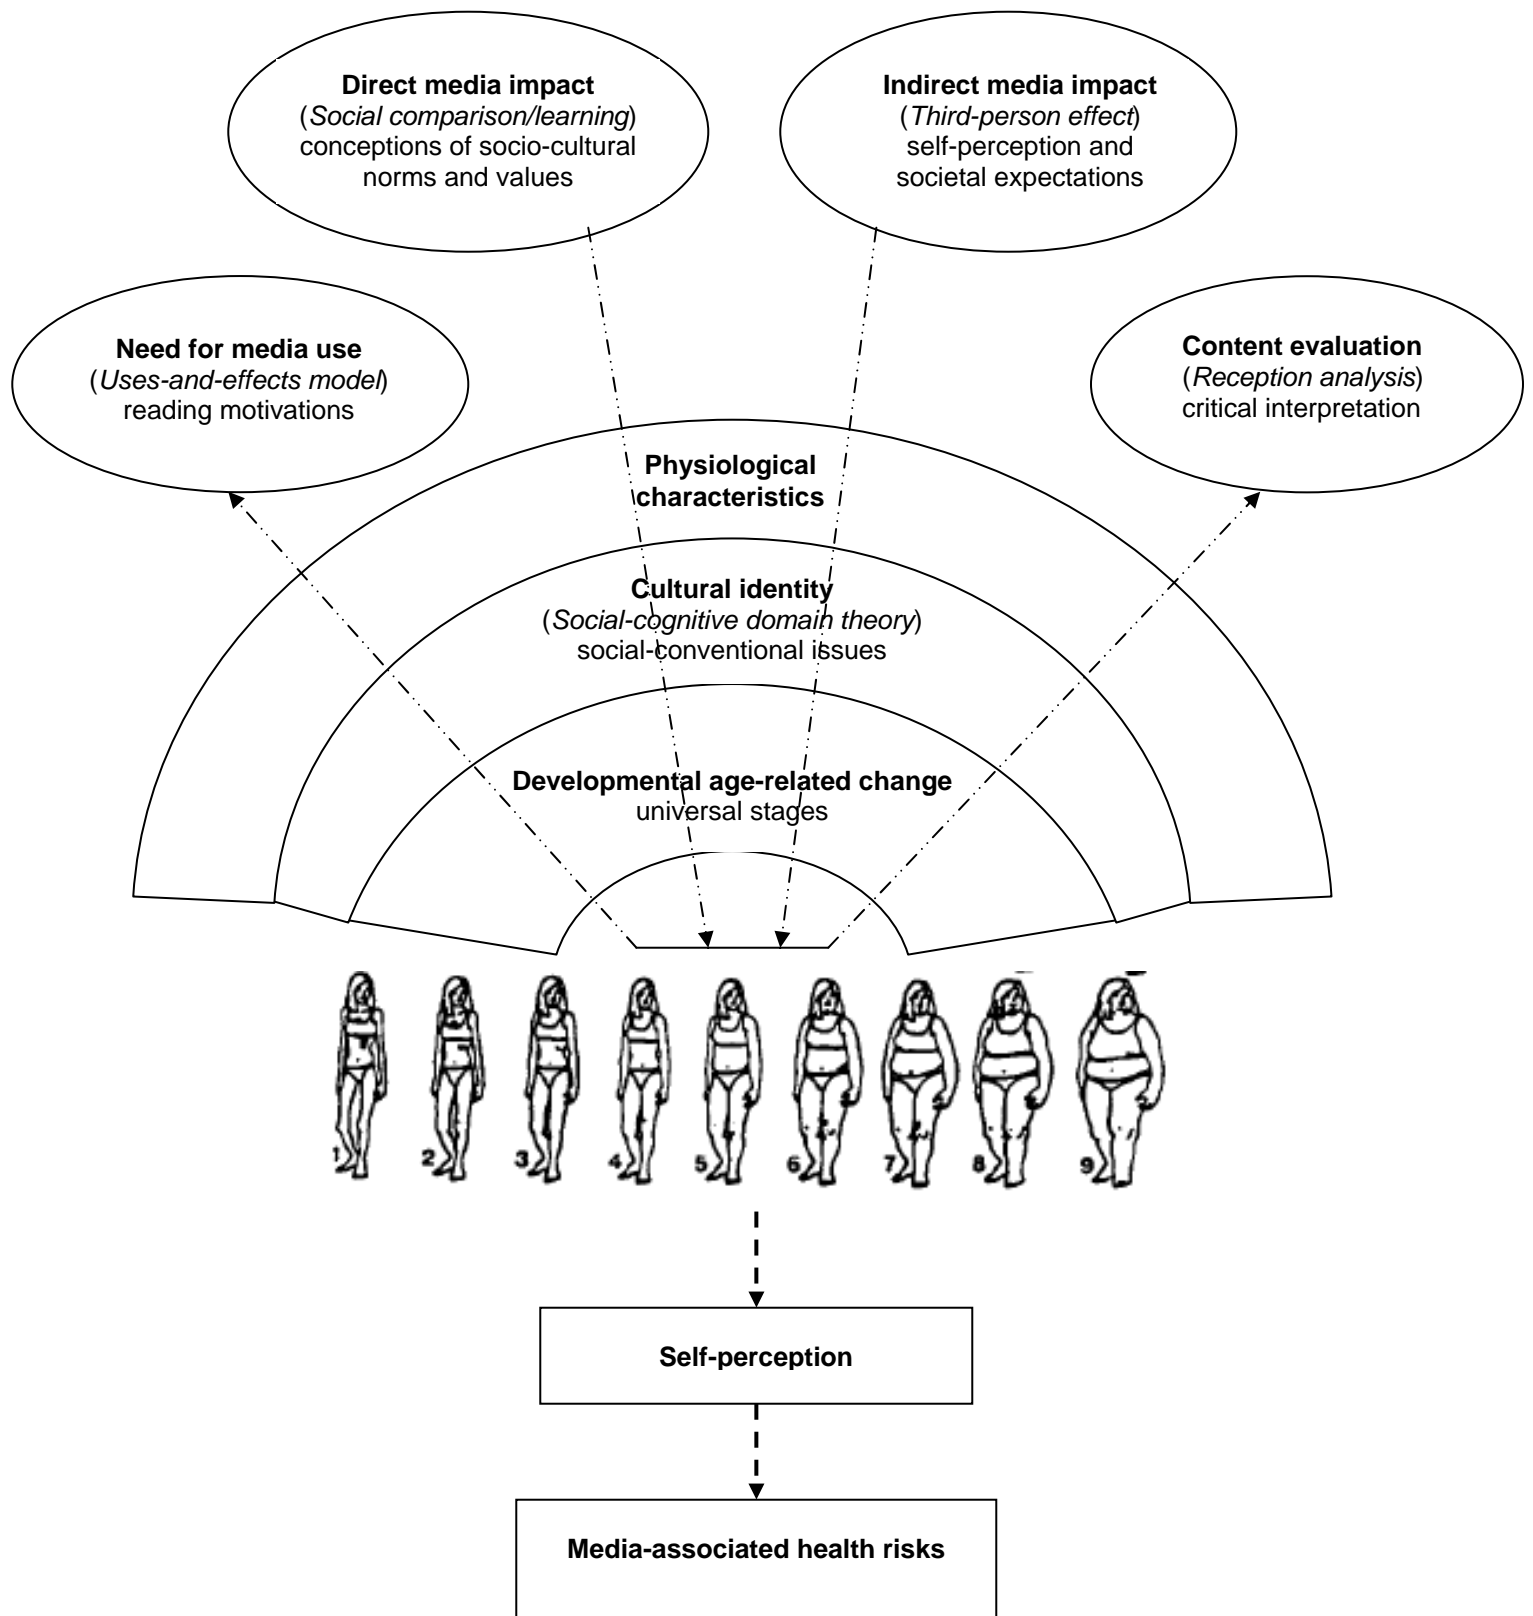 Direct media impact
(Social comparison/learning)
conceptions of socio-cultural
norms and values
Indirect media impact
(Third-person effect)
self-perception and
societal expectations
Need for media use
(Uses-and-effects model)
reading motivations
Content evaluation
(Reception analysis)
critical interpretation
Physiological
characteristics
Cultural identity
(Social-cognitive domain theory)
social-conventional issues
Developmental age-related change
universal stages
1 2 3 4 5 6 7 8 9
Self-perception
Media-associated health risks